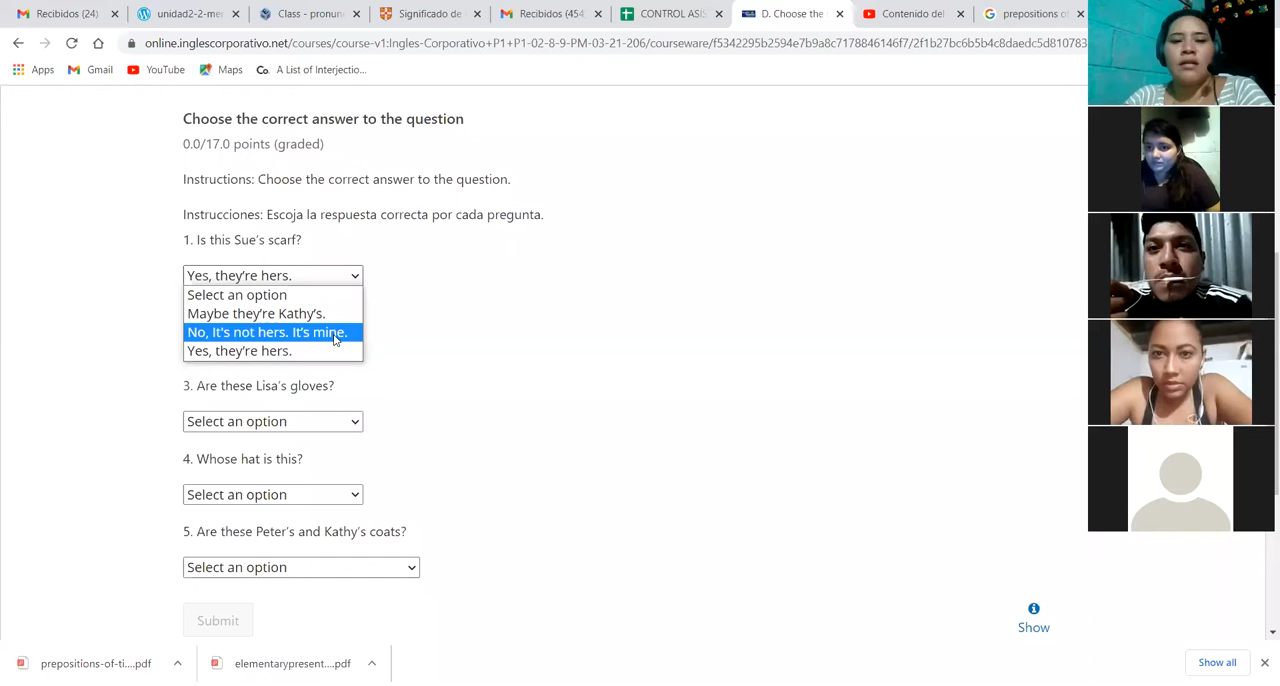 Recibidos (24)
unidad2-2-mer
Class - pronun
Significado de
Recibidos (454
CONTROL ASIS
D. Choose the
Contenido del
prepositions of
online.inglescorporativo.net/courses/course-v1:Ingles-Corporativo+P1+P1-02-8-9-PM-03-21-206/courseware/f5342295b2594e7b9a8c7178846146f7/2f1b27bc6b5b4c8daedc5d810783
Apps
Gmail
YouTube
Maps
Co. A List of Interjectio...
Choose the correct answer to the question
0.0/17.0 points (graded)
Instructions: Choose the correct answer to the question.
Instrucciones: Escoja la respuesta correcta por cada pregunta.
1. Is this Sue's scarf?
Yes, they're hers.
Select an option
Maybe they're Kathy's.
No, It's not hers. It's mine.
Yes, they're hers.
3. Are these Lisa's gloves?
Select an option
4. Whose hat is this?
Select an option
5. Are these Peter's and Kathy's coats?
Select an option
Submit
Show
prepositions-of-ti....pdf
elementarypresent....pdf
Show all